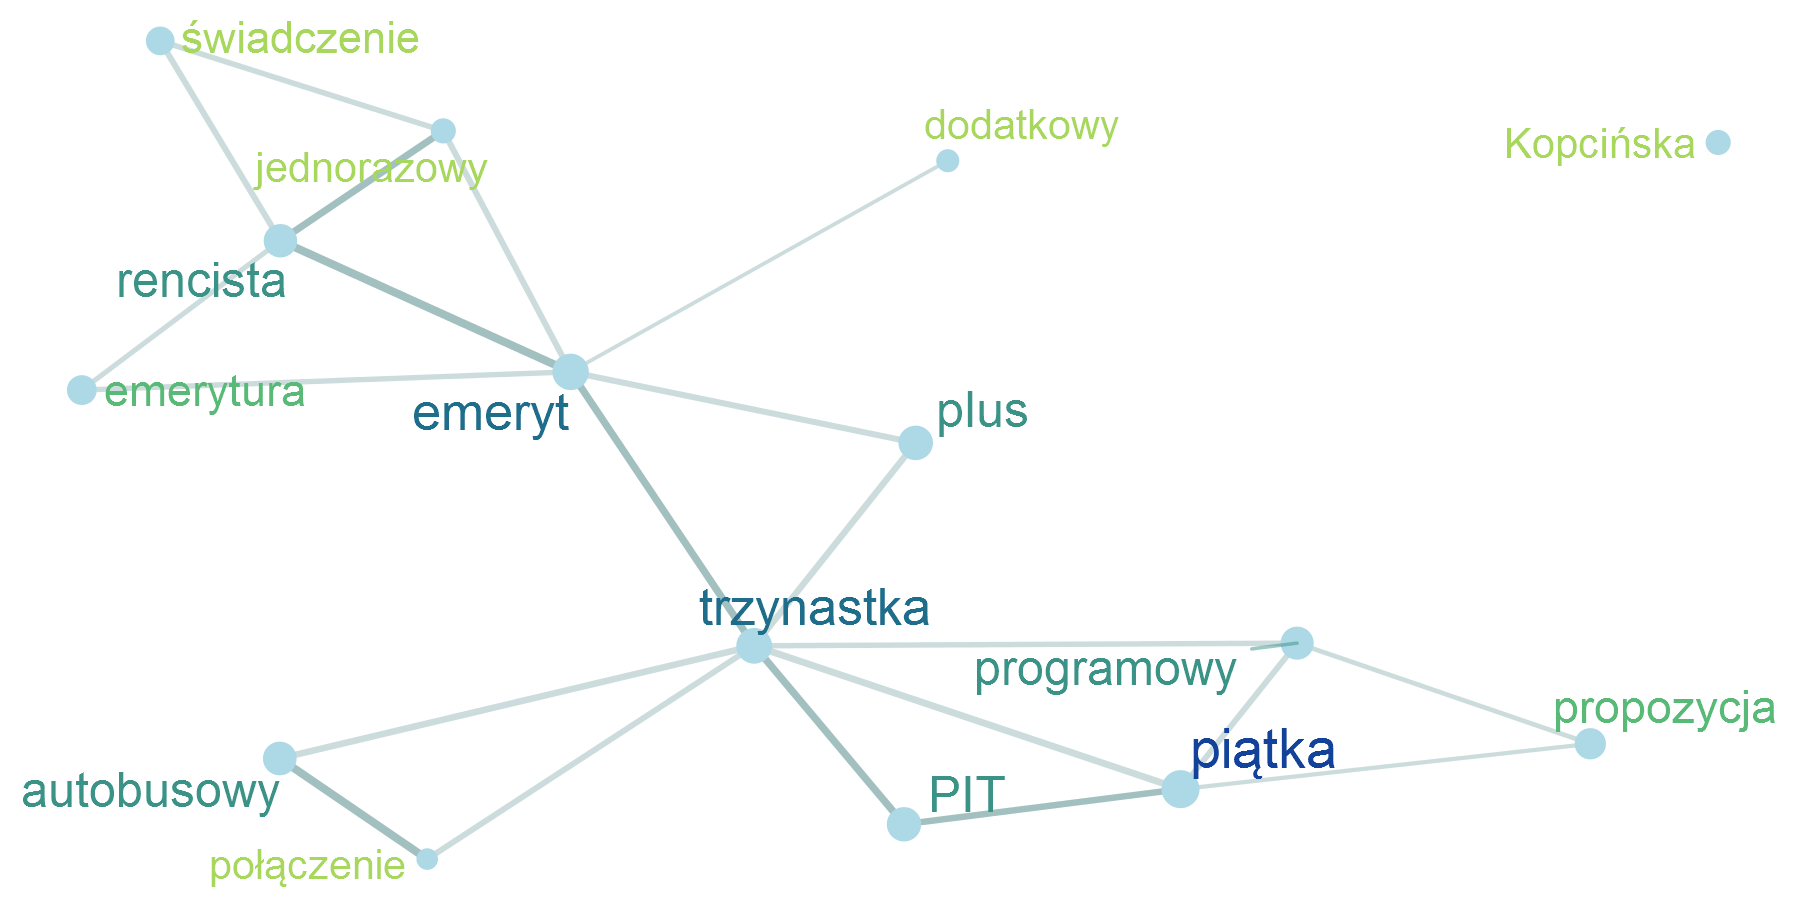 świadczenie
dodatkowy
Kopcińska
jednorazowy
rencista
emerytura
emeryt
plus
trzynastka
programowy
propozycja
piątka
autobusowy
PIT
połączenie